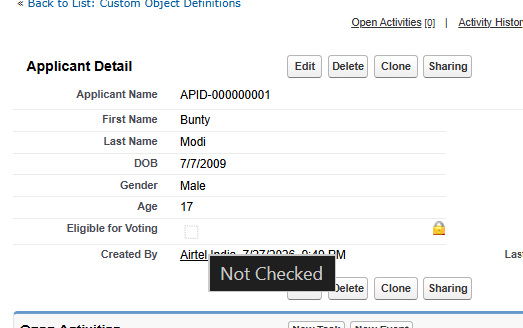 « Back to List: Custom Object Definitions
Open Activities [0] | Activity Histor
Applicant Detail Edit Delete Clone Sharing
Applicant Name APID-000000001
First Name Bunty
Last Name Modi
DOB 7/7/2009
Gender Male
Age 17
Eligible for Voting
Created By Airtel India, 7/27/2026, 9:49 PM Las
Not Checked
Delete Clone Sharing
Open Activities New Task New Event